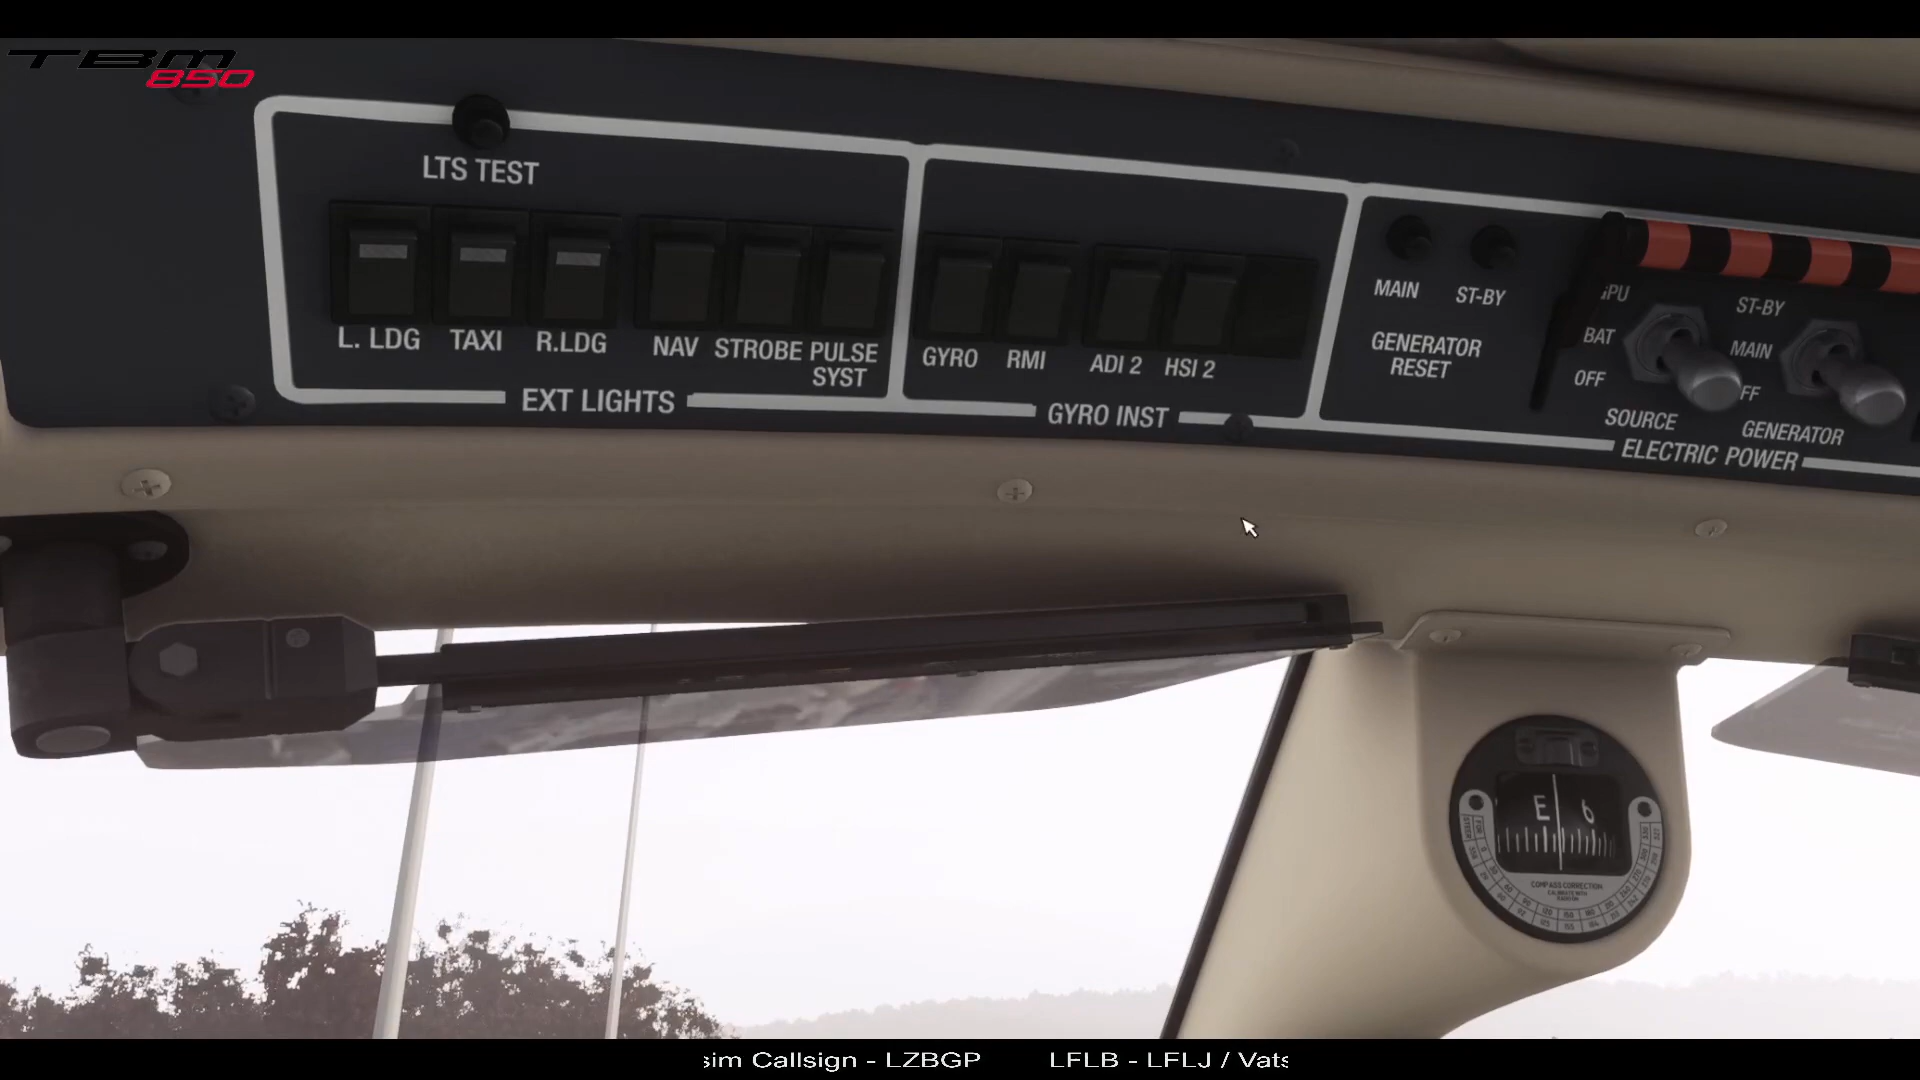 TBM
850
LTS TEST
L. LDG TAXI R.LDG NAV STROBE PULSE SYST
EXT LIGHTS
GYRO RMI ADI 2 HSI 2
GYRO INST
MAIN ST-BY
GENERATOR
RESET
GPU
BAT
OFF
SOURCE
ST-BY
MAIN
FF
GENERATOR
ELECTRIC POWER
E 6
COMPASS CORRECTION
sim Callsign - LZBGP LFLB - LFLJ / Vats